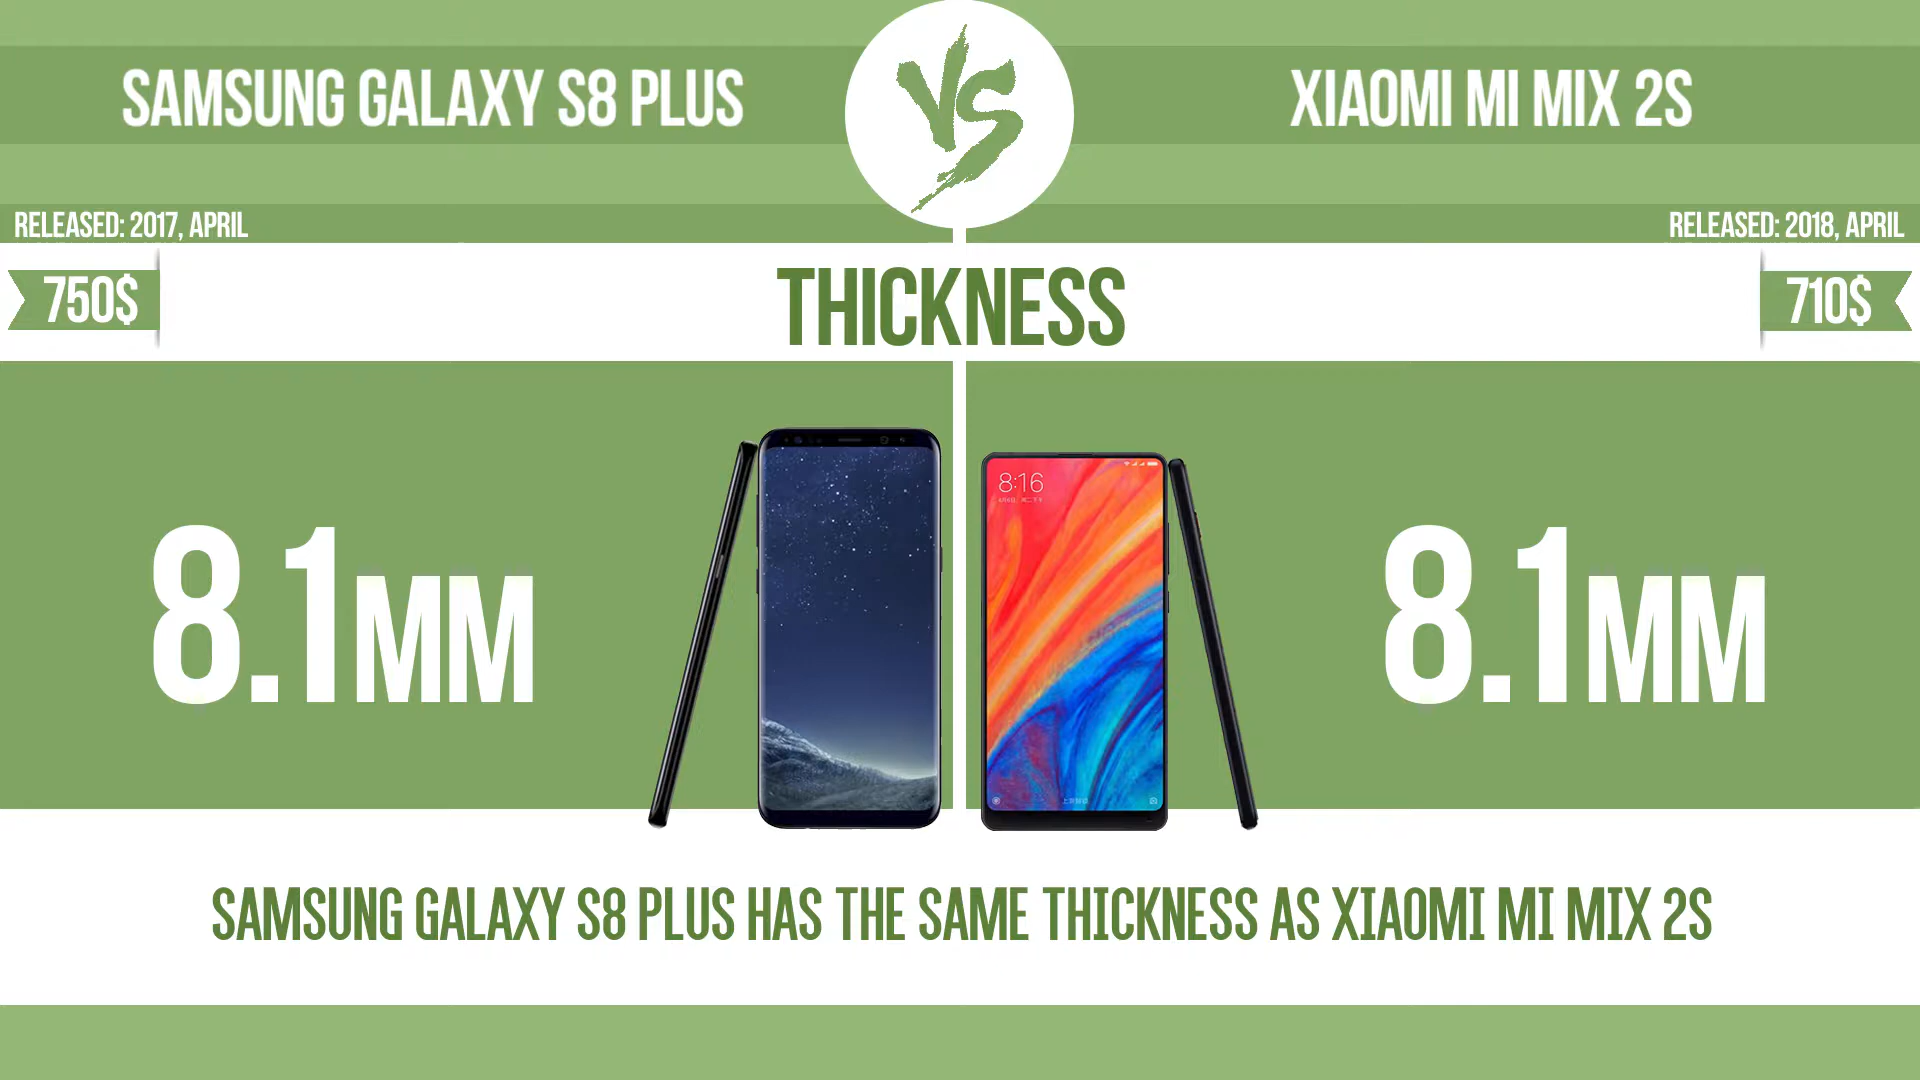 SAMSUNG GALAXY S8 PLUS
VS
XIAOMI MI MIX 2S
RELEASED: 2017, APRIL
RELEASED: 2018, APRIL
750$
THICKNESS
710$
8:16
8.1MM
8.1MM
SAMSUNG GALAXY S8 PLUS HAS THE SAME THICKNESS AS XIAOMI MI MIX 2S